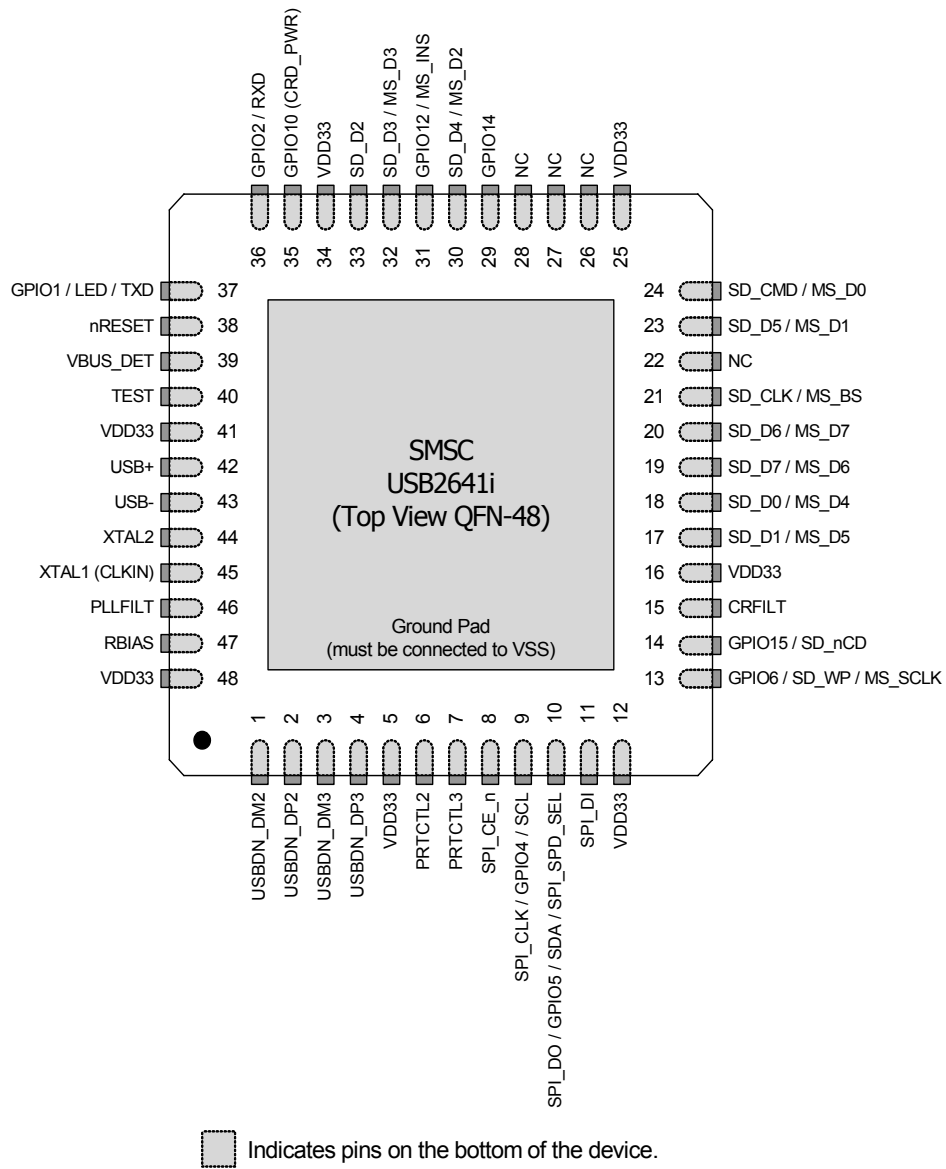 GPIO2 / RXD
GPIO10 (CRD_PWR)
VDD33
SD_D2
SD_D3 / MS_D3
GPIO12 / MS_INS
SD_D4 / MS_D2
GPIO14
NC
NC
NC
VDD33
36
35
34
33
32
31
30
29
28
27
26
25
GPIO1 / LED / TXD 37
nRESET 38
VBUS_DET 39
TEST 40
VDD33 41
USB+ 42
USB- 43
XTAL2 44
XTAL1 (CLKIN) 45
PLLFILT 46
RBIAS 47
VDD33 48
SMSC
USB2641i
(Top View QFN-48)
Ground Pad
(must be connected to VSS)
24 SD_CMD / MS_D0
23 SD_D5 / MS_D1
22 NC
21 SD_CLK / MS_BS
20 SD_D6 / MS_D7
19 SD_D7 / MS_D6
18 SD_D0 / MS_D4
17 SD_D1 / MS_D5
16 VDD33
15 CRFILT
14 GPIO15 / SD_nCD
13 GPIO6 / SD_WP / MS_SCLK
1
2
3
4
5
6
7
8
9
10
11
12
USBDN_DM2
USBDN_DP2
USBDN_DM3
USBDN_DP3
VDD33
PRTCTL2
PRTCTL3
SPI_CE_n
SPI_CLK / GPIO4 / SCL
SPI_DO / GPIO5 / SDA / SPI_SPD_SEL
SPI_DI
VDD33
Indicates pins on the bottom of the device.